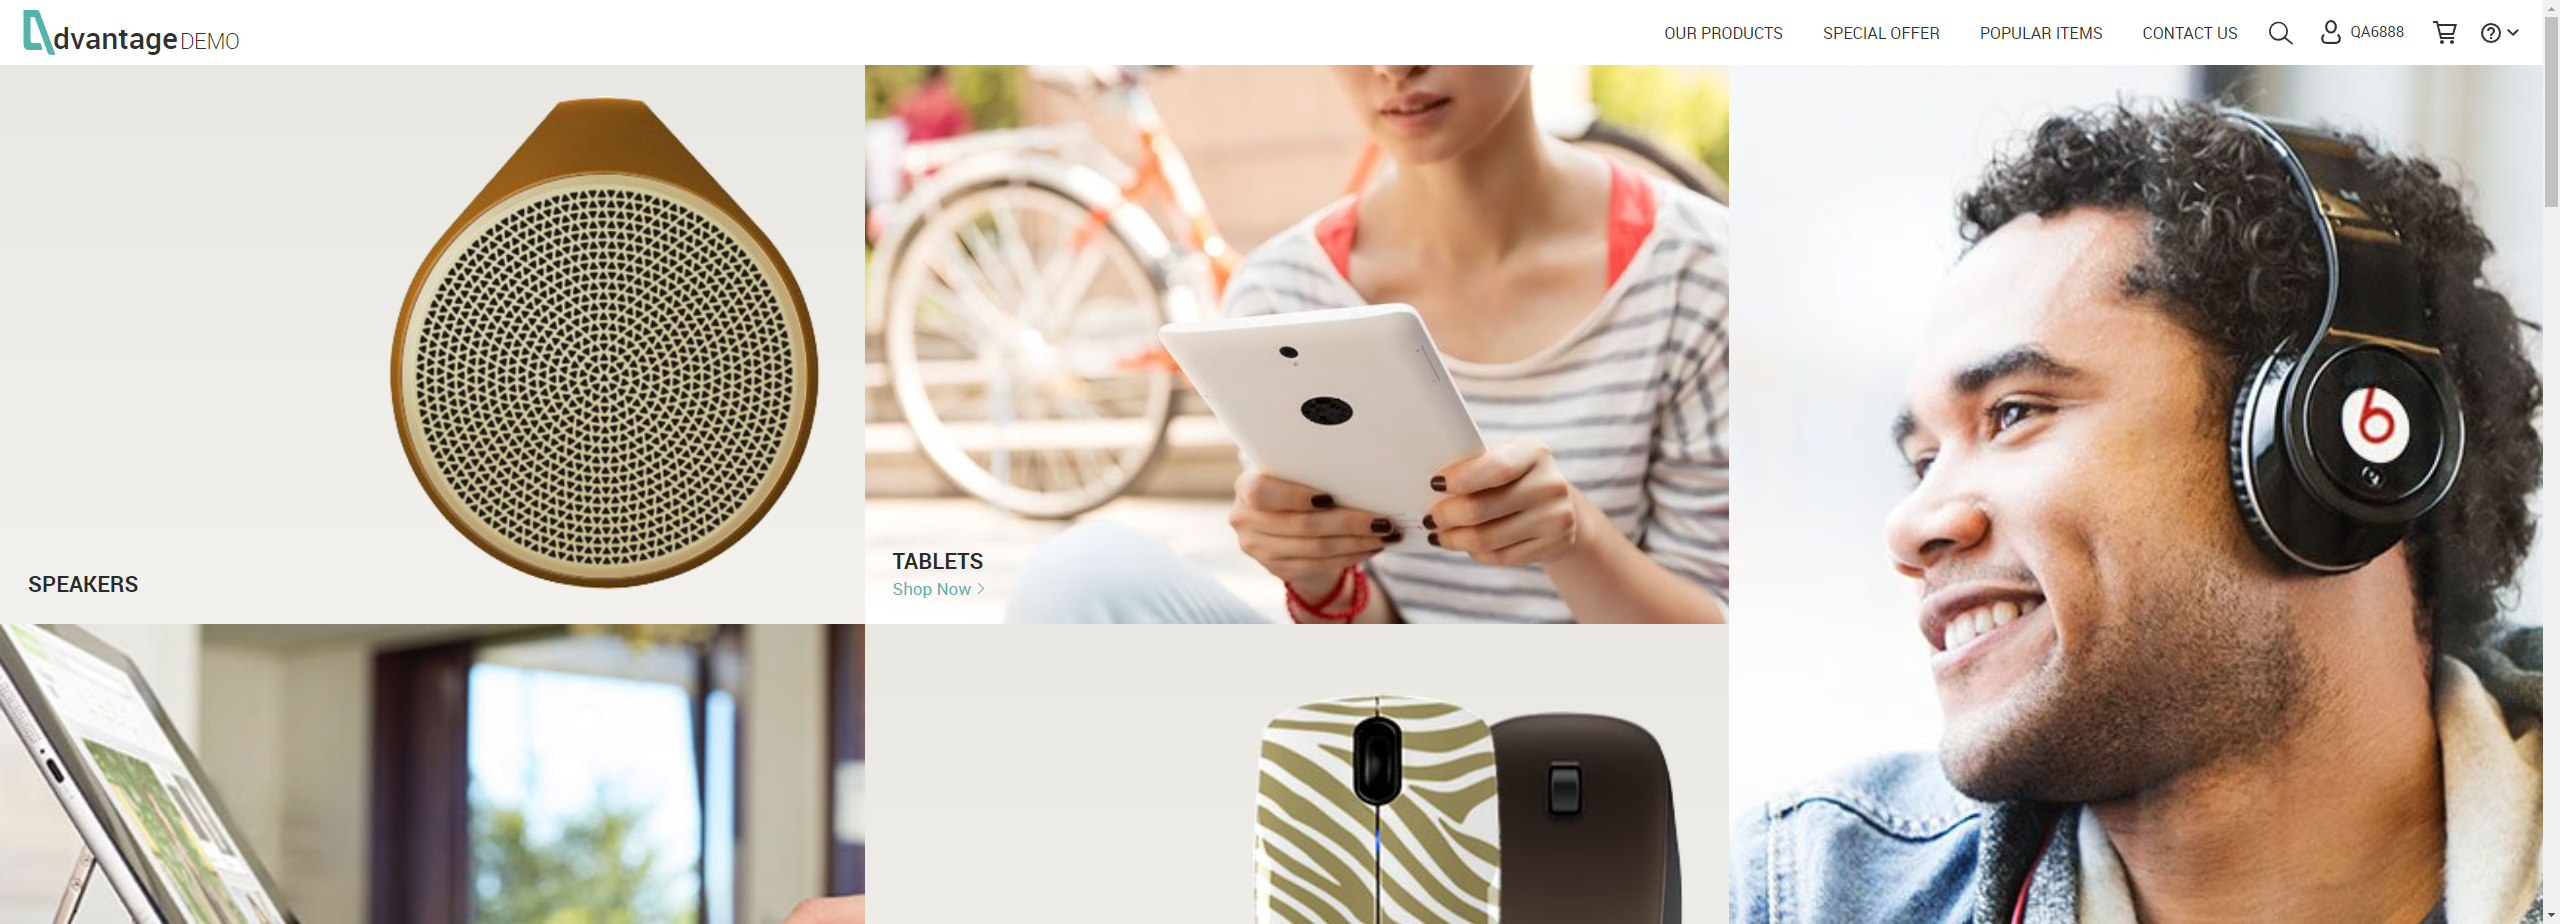 dvantage DEMO
OUR PRODUCTS
SPECIAL OFFER
POPULAR ITEMS
CONTACT US
QA6888
SPEAKERS
TABLETS
Shop Now